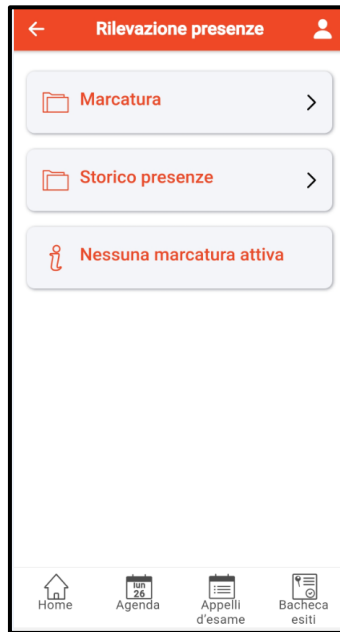 Rilevazione presenze
Marcatura
Storico presenze
Nessuna marcatura attiva
lun
26
Home
Agenda
Appelli
d'esame
Bacheca
esiti